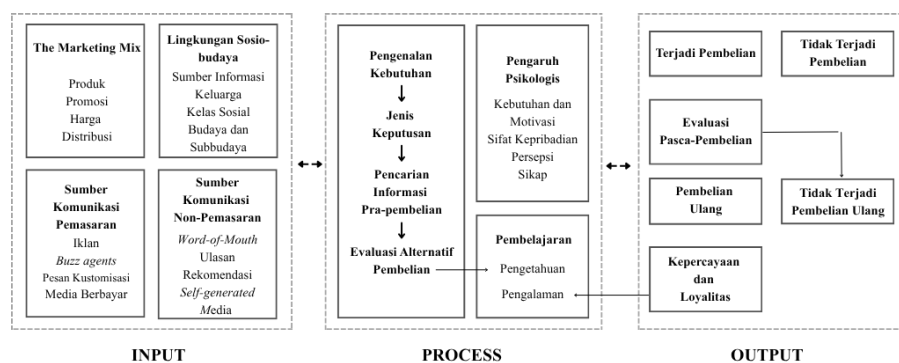 The Marketing Mix
Produk
Promosi
Harga
Distribusi
Lingkungan Sosio-
budaya
Sumber Informasi
Keluarga
Kelas Sosial
Budaya dan
Subbudaya
Sumber
Komunikasi
Pemasaran
Iklan
Buzz agents
Pesan Kustomisasi
Media Berbayar
Sumber
Komunikasi
Non-Pemasaran
Word-of-Mouth
Ulasan
Rekomendasi
Self-generated
Media
INPUT
Pengenalan
Kebutuhan
Jenis
Keputusan
Pencarian
Informasi
Pra-pembelian
Evaluasi Alternatif
Pembelian
Pengaruh
Psikologis
Kebutuhan dan
Motivasi
Sifat Kepribadian
Persepsi
Sikap
Pembelajaran
Pengetahuan
Pengalaman
PROCESS
Terjadi Pembelian
Tidak Terjadi
Pembelian
Evaluasi
Pasca-Pembelian
Pembelian
Ulang
Tidak Terjadi
Pembelian Ulang
Kepercayaan
dan
Loyalitas
OUTPUT